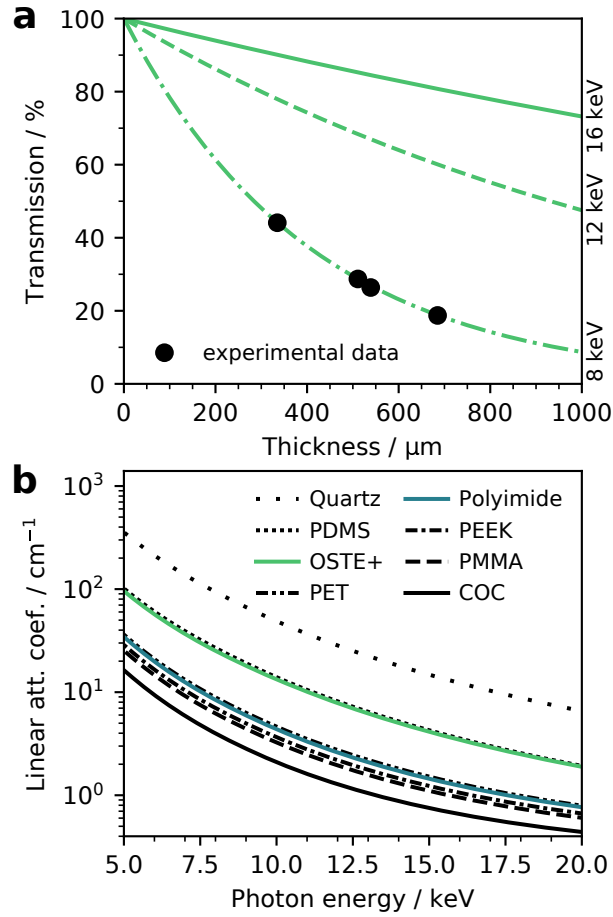 a
Transmission / %
100
80
60
40
20
0
16 keV
12 keV
8 keV
experimental data
0 200 400 600 800 1000
Thickness / µm
b
Linear att. coef. / cm⁻¹
10³
10²
10¹
10⁰
Quartz
PDMS
OSTE+
PET
Polyimide
PEEK
PMMA
COC
5.0 7.5 10.0 12.5 15.0 17.5 20.0
Photon energy / keV